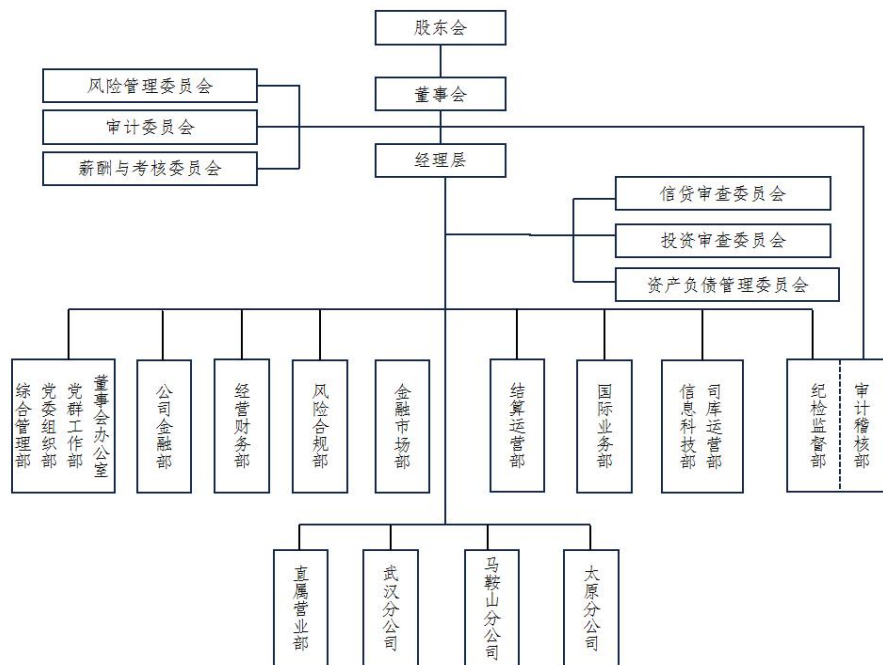 股东会
风险管理委员会
董事会
审计委员会
经理层
薪酬与考核委员会
信贷审查委员会
投资审查委员会
资产负债管理委员会
综合管理部
党委组织部
党群工作部
董事会办公室
公司金融部
经营财务部
风险合规部
金融市场部
结算运营部
国际业务部
信息科技部
司库运营部
纪检监督部
审计稽核部
直属营业部
武汉分公司
马鞍山分公司
太原分公司